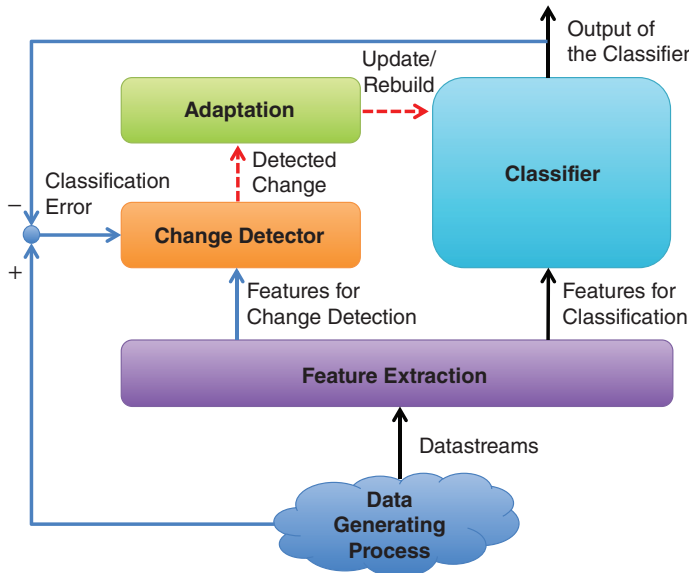 Output of
the Classifier
Update/
Rebuild
Adaptation
Classifier
Detected
Change
Classification
Error
−
Change Detector
+
Features for
Change Detection
Features for
Classification
Feature Extraction
Datastreams
Data
Generating
Process